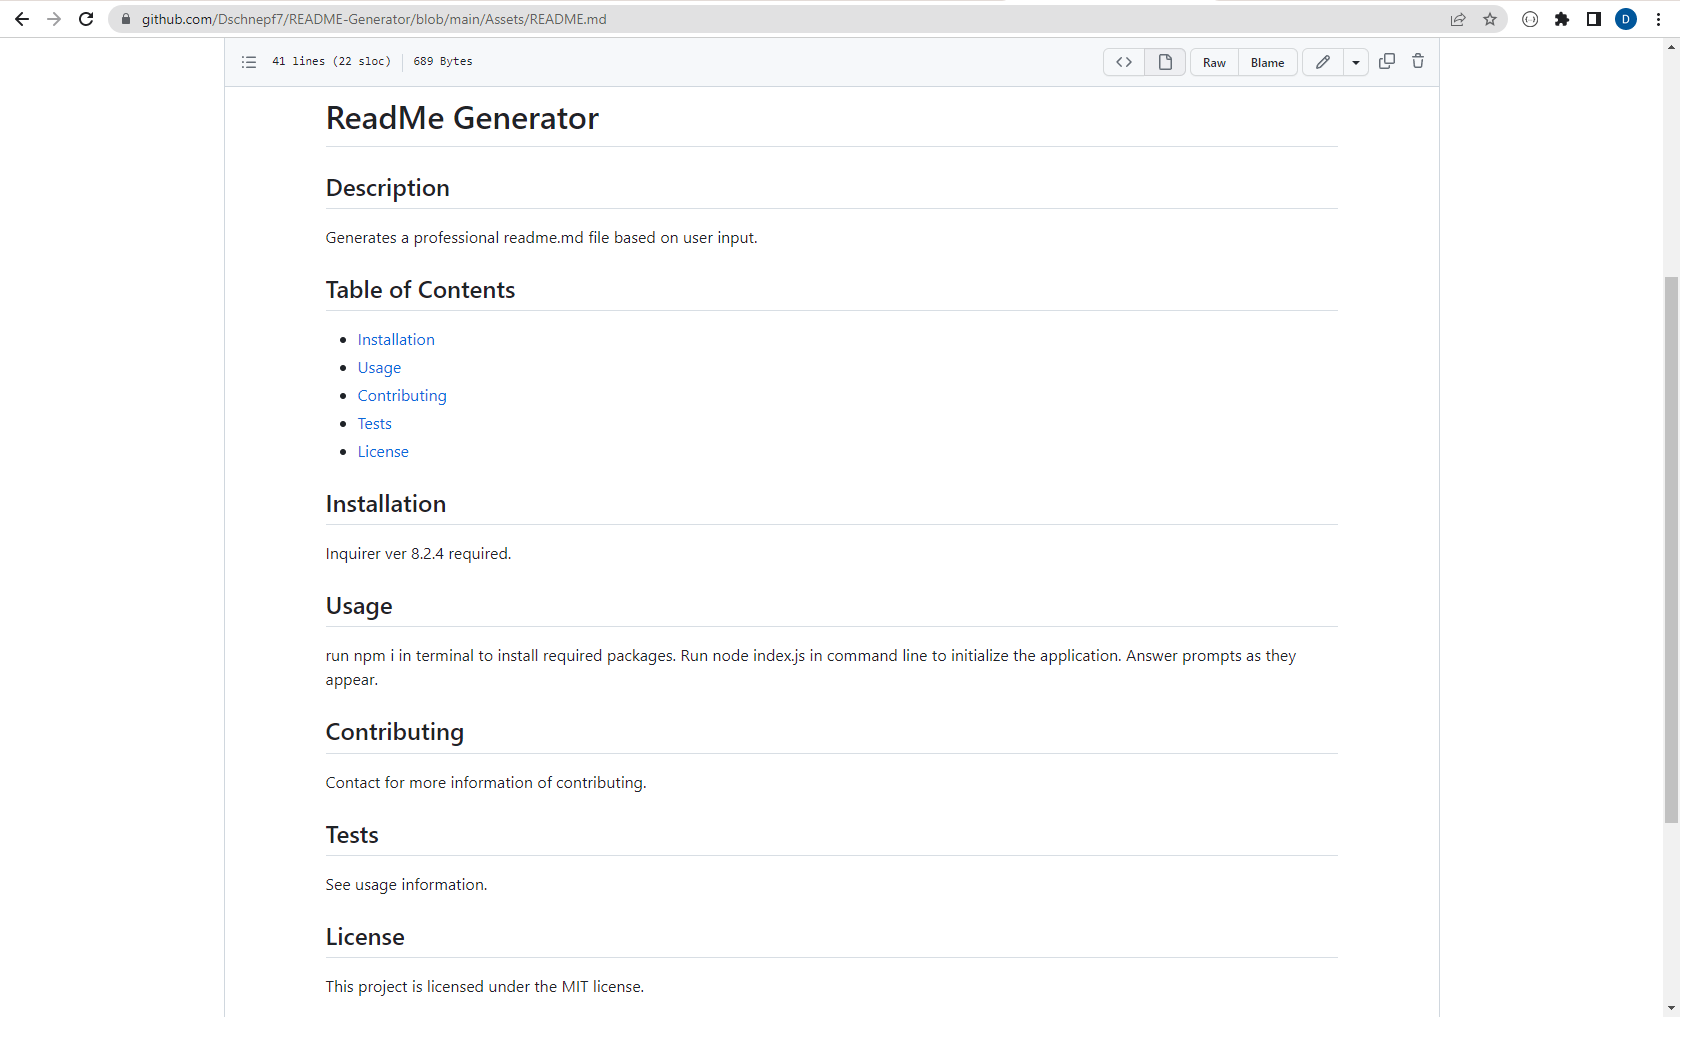 github.com/Dschnepf7/README-Generator/blob/main/Assets/README.md
D
41 lines (22 sloc) 689 Bytes
Raw Blame
ReadMe Generator
Description
Generates a professional readme.md file based on user input.
Table of Contents
Installation
Usage
Contributing
Tests
License
Installation
Inquirer ver 8.2.4 required.
Usage
run npm i in terminal to install required packages. Run node index.js in command line to initialize the application. Answer prompts as they
appear.
Contributing
Contact for more information of contributing.
Tests
See usage information.
License
This project is licensed under the MIT license.